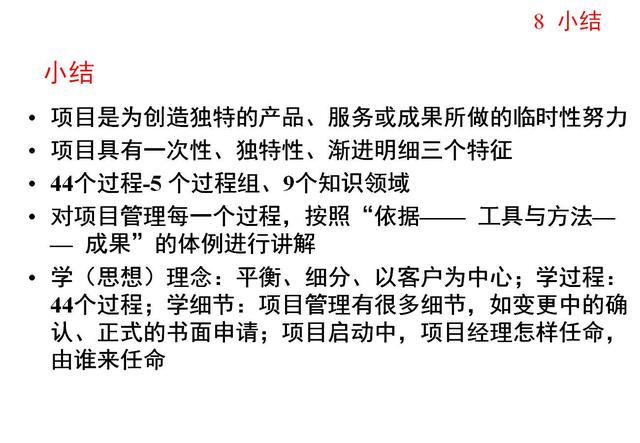 8 小结
小结
• 项目是为创造独特的产品、服务或成果所做的临时性努力
• 项目具有一次性、独特性、渐进明细三个特征
• 44个过程-5 个过程组、9个知识领域
• 对项目管理每一个过程，按照“依据—— 工具与方法—
— 成果”的体例进行讲解
• 学（思想）理念：平衡、细分、以客户为中心；学过程：
44个过程；学细节：项目管理有很多细节，如变更中的确
认、正式的书面申请；项目启动中，项目经理怎样任命，
由谁来任命